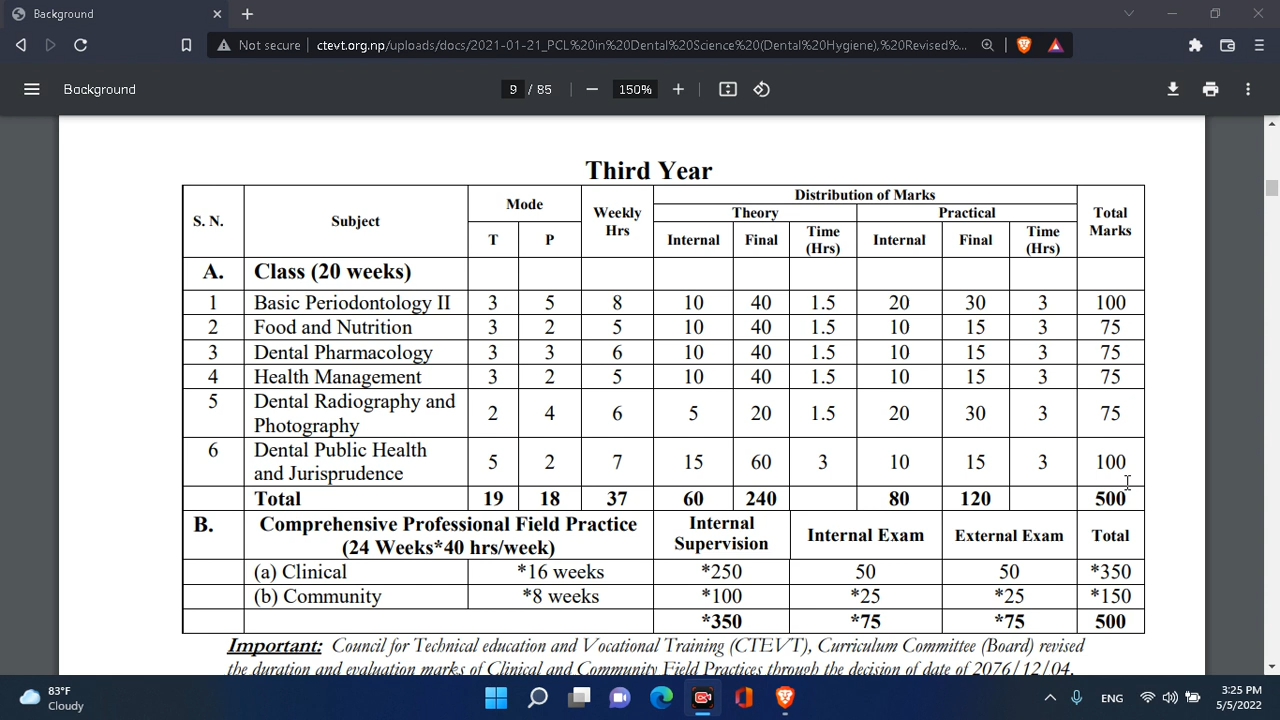 Background
Not secure ctevt.org.np/uploads/docs/2021-01-21_PCL%20in%20Dental%20Science%20(Dental%20Hygiene),%20Revised%...
Background 9 / 85 150%
Third Year
S. N. Subject Mode Weekly Hrs Distribution of Marks Total Marks
Theory Practical
T P Internal Final Time (Hrs) Internal Final Time (Hrs)
A. Class (20 weeks)
1 Basic Periodontology II 3 5 8 10 40 1.5 20 30 3 100
2 Food and Nutrition 3 2 5 10 40 1.5 10 15 3 75
3 Dental Pharmacology 3 3 6 10 40 1.5 10 15 3 75
4 Health Management 3 2 5 10 40 1.5 10 15 3 75
5 Dental Radiography and Photography 2 4 6 5 20 1.5 20 30 3 75
6 Dental Public Health and Jurisprudence 5 2 7 15 60 3 10 15 3 100
Total 19 18 37 60 240 80 120 500
B. Comprehensive Professional Field Practice (24 Weeks*40 hrs/week) Internal Supervision Internal Exam External Exam Total
(a) Clinical *16 weeks *250 50 50 *350
(b) Community *8 weeks *100 *25 *25 *150
*350 *75 *75 500
Important: Council for Technical education and Vocational Training (CTEVT), Curriculum Committee (Board) revised
the duration and evaluation marks of Clinical and Community Field Practices through the decision of date of 2076/12/04.
83°F
Cloudy
ENG
3:25 PM
5/5/2022